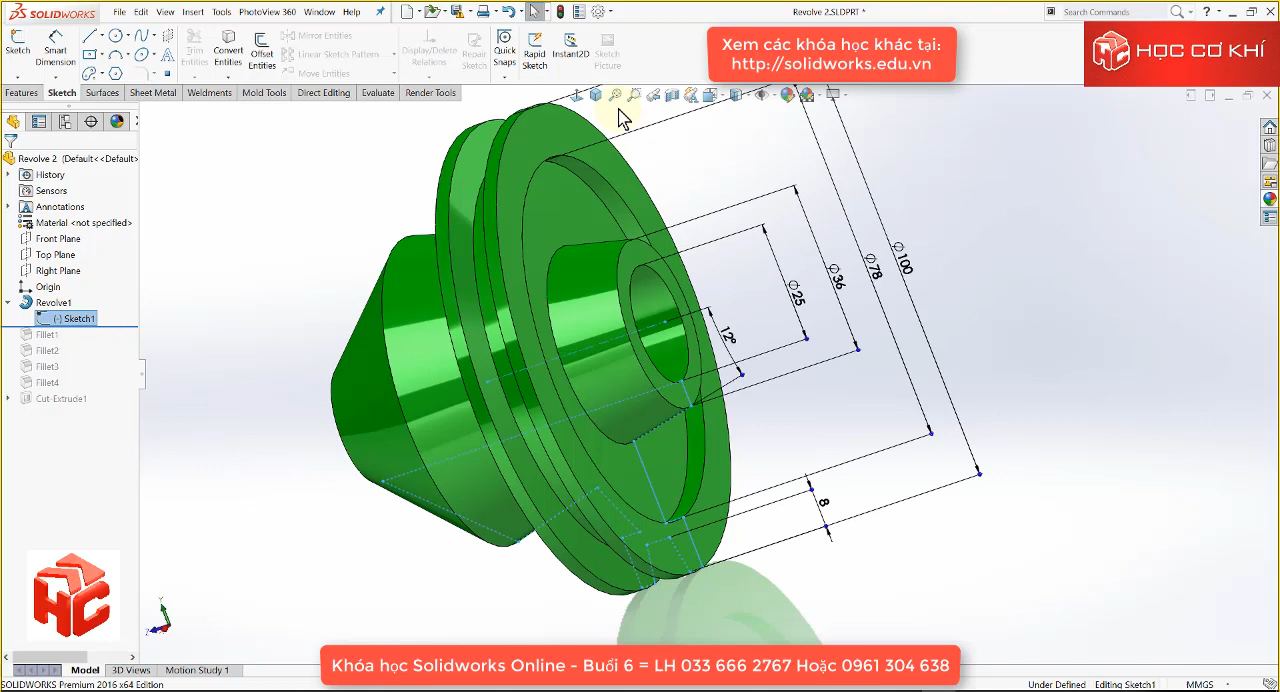 SOLIDWORKS
File Edit View Insert Tools PhotoView 360 Window Help
Revolve 2.SLDPRT *
Search Commands
Sketch
Smart Dimension
Trim Entities
Convert Entities
Offset Entities
Mirror Entities
Linear Sketch Pattern
Move Entities
Display/Delete Relations
Repair Sketch
Quick Snaps
Rapid Sketch
Instant2D
Sketch Picture
Xem các khóa học khác tại:
http://solidworks.edu.vn
HC HỌC CƠ KHÍ
Features Sketch Surfaces Sheet Metal Weldments Mold Tools Direct Editing Evaluate Render Tools
Revolve 2 (Default<<Default>
History
Sensors
Annotations
Material <not specified>
Front Plane
Top Plane
Right Plane
Origin
Revolve1
(-) Sketch1
Fillet1
Fillet2
Fillet3
Fillet4
Cut-Extrude1
∅100
∅78
∅36
∅25
12°
8
HC
Y
Z
Model 3D Views Motion Study 1
Khóa học Solidworks Online - Buổi 6 = LH 033 666 2767 Hoặc 0961 304 638
SOLIDWORKS Premium 2016 x64 Edition
Under Defined Editing Sketch1 MMGS